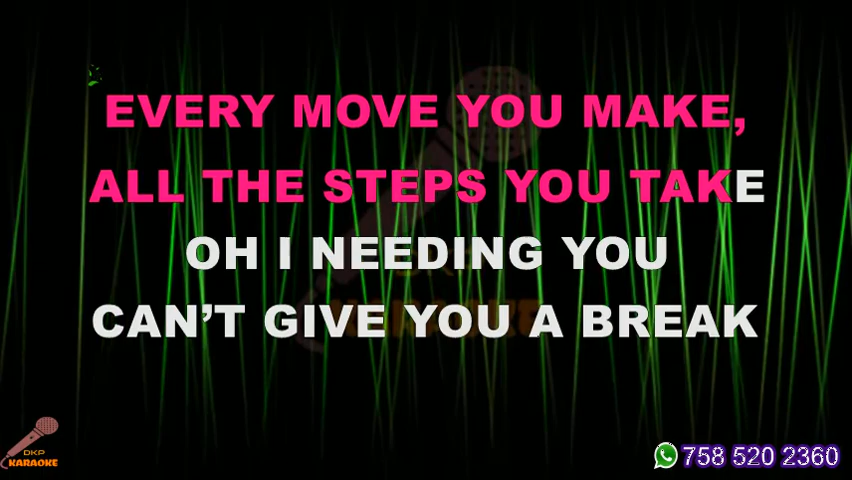 EVERY MOVE YOU MAKE,
ALL THE STEPS YOU TAKE
OH I NEEDING YOU
CAN'T GIVE YOU A BREAK
DKP
KARAOKE
758 520 2360